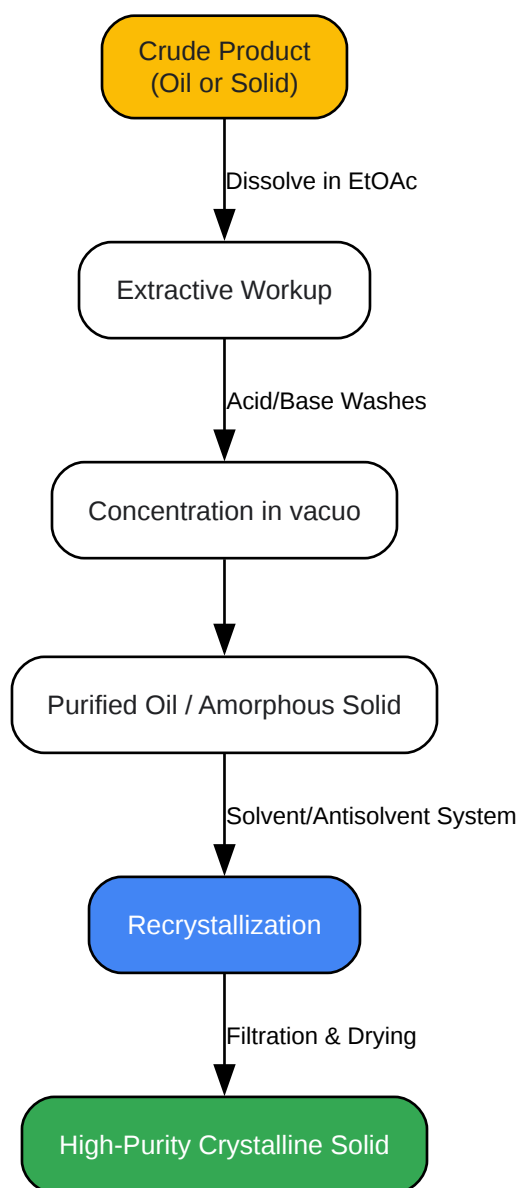 Crude Product
(Oil or Solid)
Dissolve in EtOAc
Extractive Workup
Acid/Base Washes
Concentration in vacuo
Purified Oil / Amorphous Solid
Solvent/Antisolvent System
Recrystallization
Filtration & Drying
High-Purity Crystalline Solid